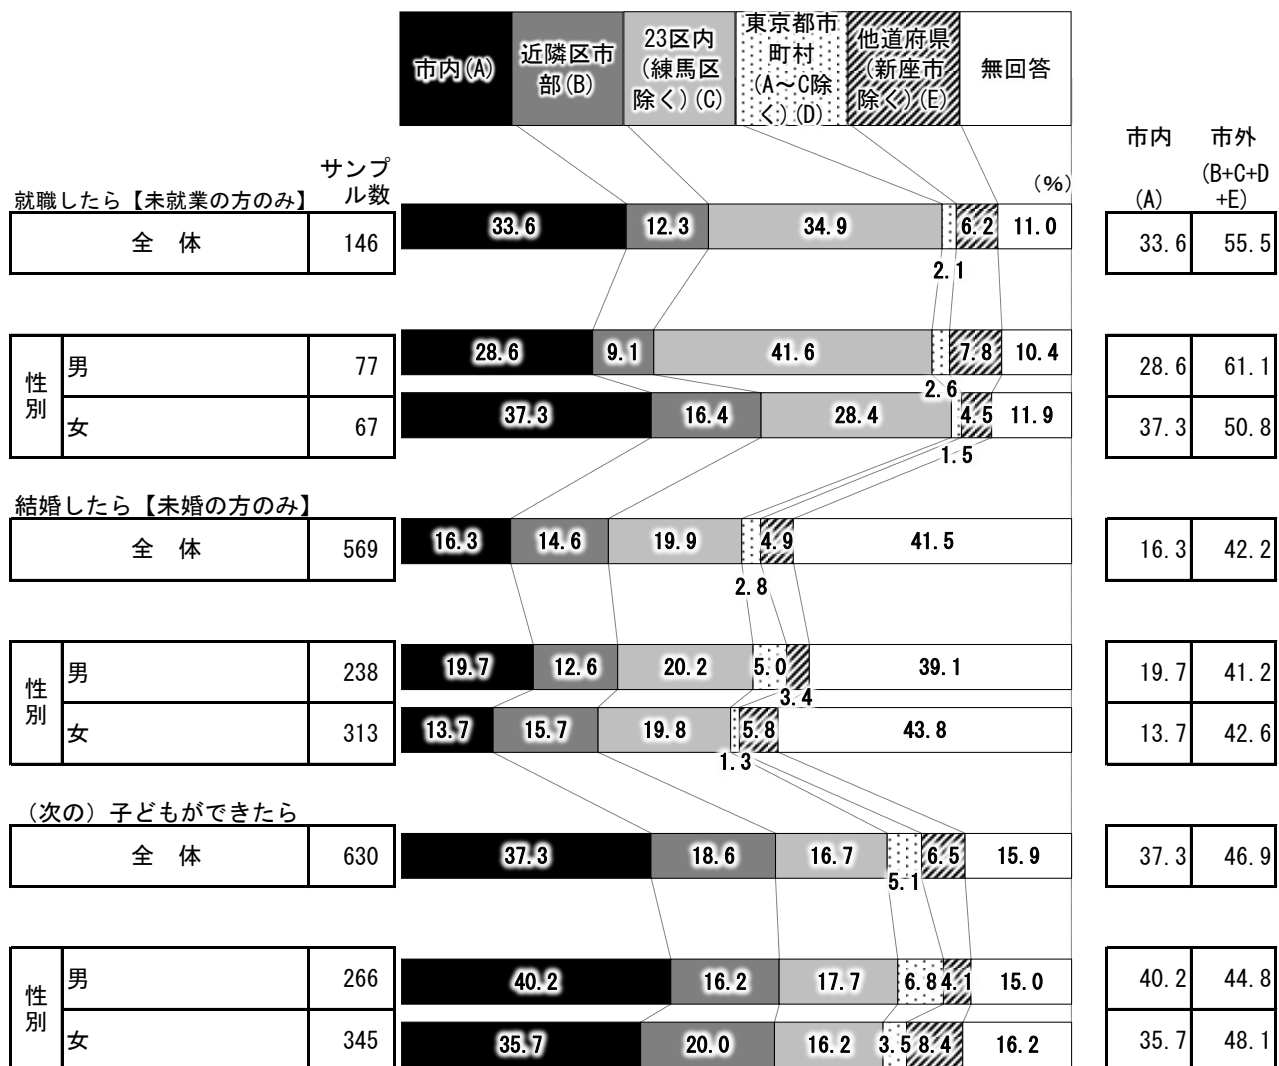 市内(A)
近隣区市
部(B)
23区内
(練馬区
除く)(C)
東京都市
町村
(A～C除
く)(D)
他道府県
(新座市
除く)(E)
無回答
市内
(A)
市外
(B+C+D
+E)
サンプ
ル数
(%)
就職したら【未就業の方のみ】
全 体 146 33.6 12.3 34.9 2.1 6.2 11.0 33.6 55.5
性
別
男 77 28.6 9.1 41.6 2.6 7.8 10.4 28.6 61.1
女 67 37.3 16.4 28.4 1.5 4.5 11.9 37.3 50.8
結婚したら【未婚の方のみ】
全 体 569 16.3 14.6 19.9 2.8 4.9 41.5 16.3 42.2
性
別
男 238 19.7 12.6 20.2 5.0 3.4 39.1 19.7 41.2
女 313 13.7 15.7 19.8 1.3 5.8 43.8 13.7 42.6
（次の）子どもができたら
全 体 630 37.3 18.6 16.7 5.1 6.5 15.9 37.3 46.9
性
別
男 266 40.2 16.2 17.7 6.8 4.1 15.0 40.2 44.8
女 345 35.7 20.0 16.2 3.5 8.4 16.2 35.7 48.1